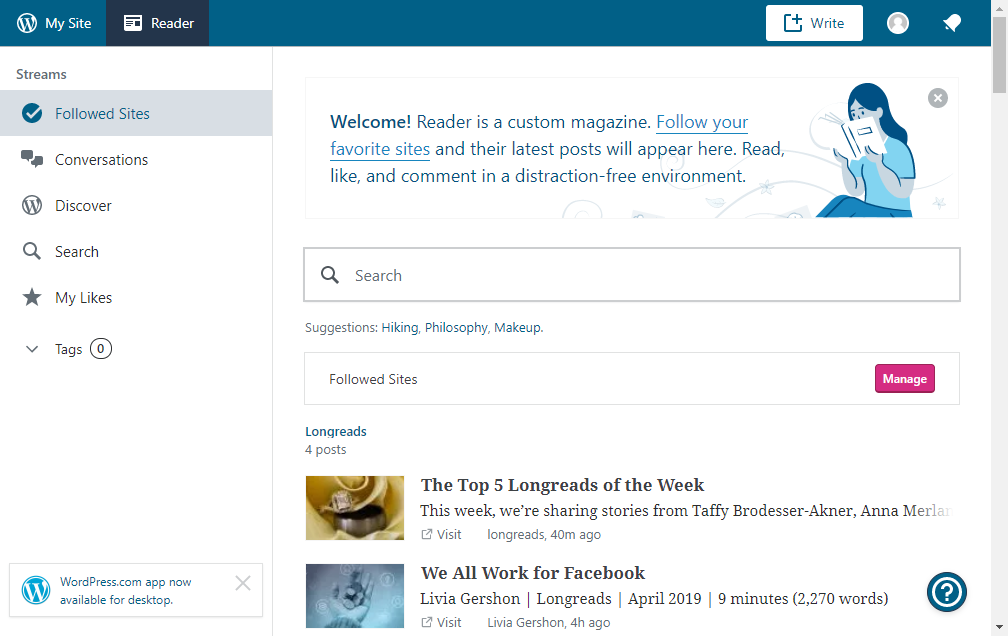 My Site
Reader
Write
Streams
Followed Sites
Conversations
Discover
Search
My Likes
Tags 0
WordPress.com app now
available for desktop.
Welcome! Reader is a custom magazine. Follow your
favorite sites and their latest posts will appear here. Read,
like, and comment in a distraction-free environment.
Search
Suggestions: Hiking, Philosophy, Makeup.
Followed Sites
Manage
Longreads
4 posts
The Top 5 Longreads of the Week
This week, we’re sharing stories from Taffy Brodesser-Akner, Anna Merlan
Visit longreads, 40m ago
We All Work for Facebook
Livia Gershon | Longreads | April 2019 | 9 minutes (2,270 words)
Visit Livia Gershon, 4h ago